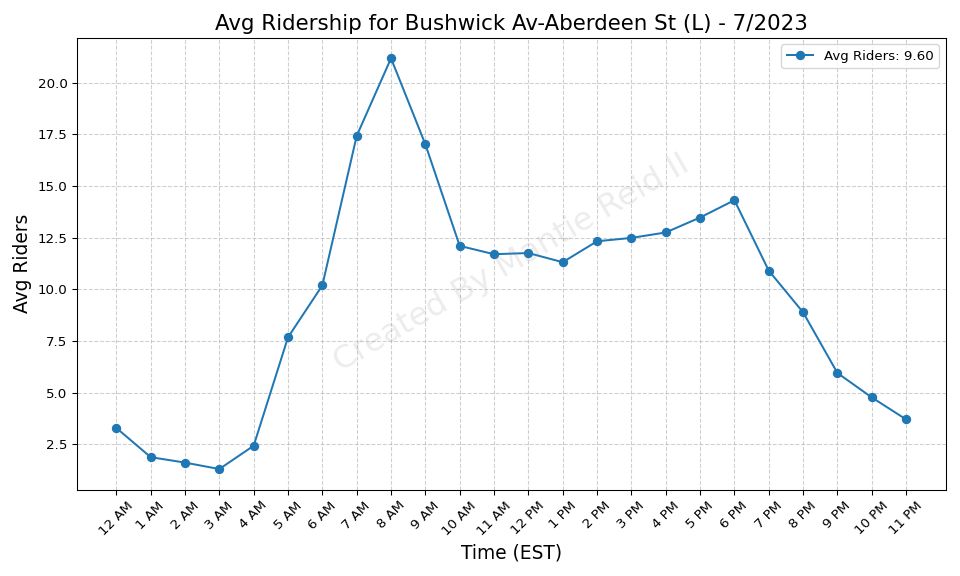 Avg Ridership for Bushwick Av-Aberdeen St (L) - 7/2023
Avg Riders: 9.60
Avg Riders
20.0
17.5
15.0
12.5
10.0
7.5
5.0
2.5
Created By Mantie Reid II
12 AM 1 AM 2 AM 3 AM 4 AM 5 AM 6 AM 7 AM 8 AM 9 AM 10 AM 11 AM 12 PM 1 PM 2 PM 3 PM 4 PM 5 PM 6 PM 7 PM 8 PM 9 PM 10 PM 11 PM
Time (EST)